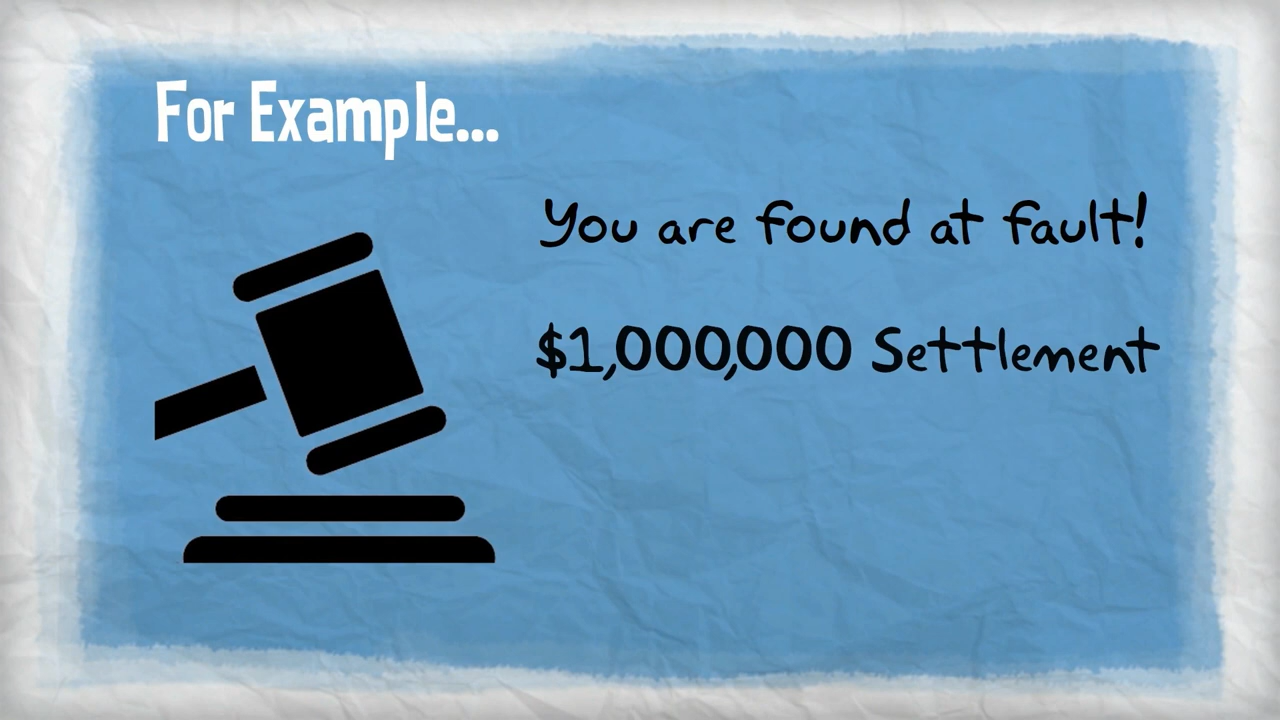 For Example...
You are found at fault!
$1,000,000 Settlement